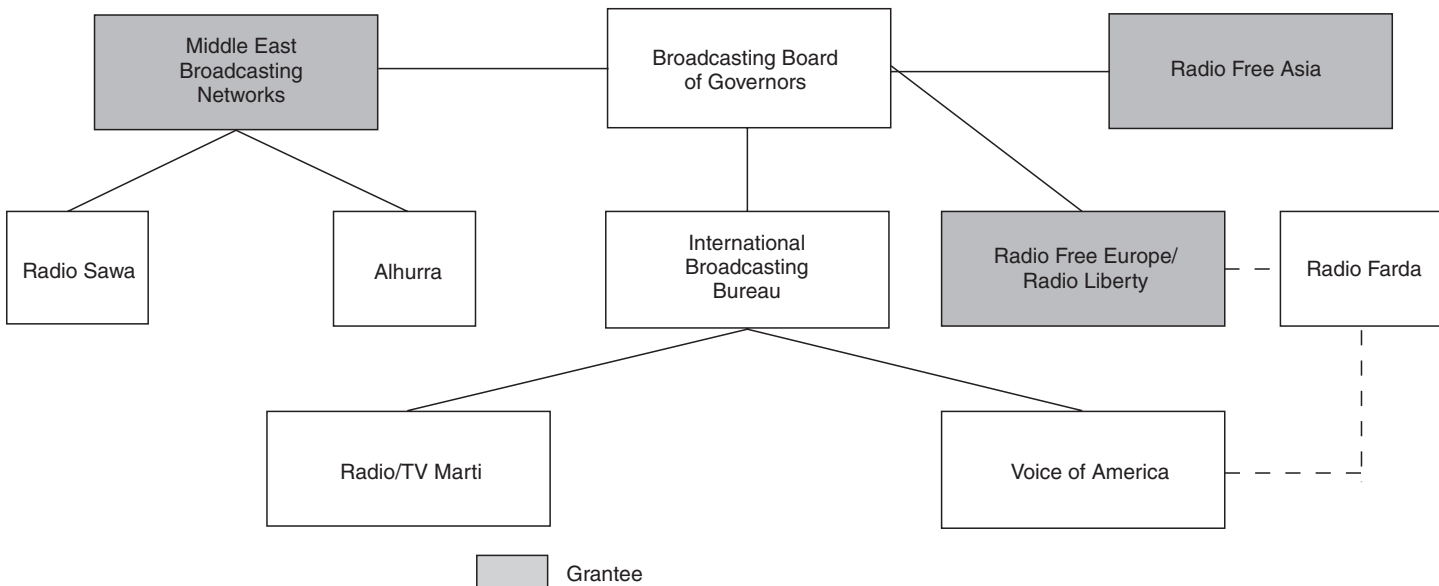 Middle East
Broadcasting
Networks
Broadcasting Board
of Governors
Radio Free Asia
Radio Sawa
Alhurra
International
Broadcasting
Bureau
Radio Free Europe/
Radio Liberty
Radio Farda
Radio/TV Marti
Voice of America
Grantee